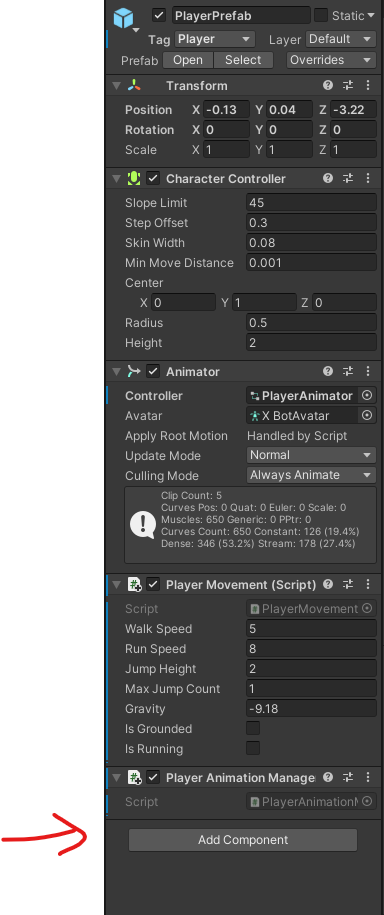 PlayerPrefab Static
Tag Player Layer Default
Prefab Open Select Overrides
Transform
Position X -0.13 Y 0.04 Z -3.22
Rotation X 0 Y 0 Z 0
Scale X 1 Y 1 Z 1
Character Controller
Slope Limit 45
Step Offset 0.3
Skin Width 0.08
Min Move Distance 0.001
Center
X 0 Y 1 Z 0
Radius 0.5
Height 2
Animator
Controller PlayerAnimator
Avatar X BotAvatar
Apply Root Motion Handled by Script
Update Mode Normal
Culling Mode Always Animate
Clip Count: 5
Curves Pos: 0 Quat: 0 Euler: 0 Scale: 0
Muscles: 650 Generic: 0 PPtr: 0
Curves Count: 650 Constant: 126 (19.4%)
Dense: 346 (53.2%) Stream: 178 (27.4%)
# Player Movement (Script)
Script # PlayerMovement
Walk Speed 5
Run Speed 8
Jump Height 2
Max Jump Count 1
Gravity -9.18
Is Grounded
Is Running
# Player Animation Manage
Script # PlayerAnimation
Add Component